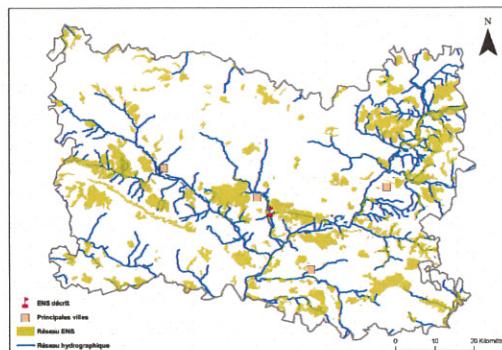 N
ENS décrit
Principales villes
Réseau ENS
Réseau hydrographique
0 10 20 Kilomètres